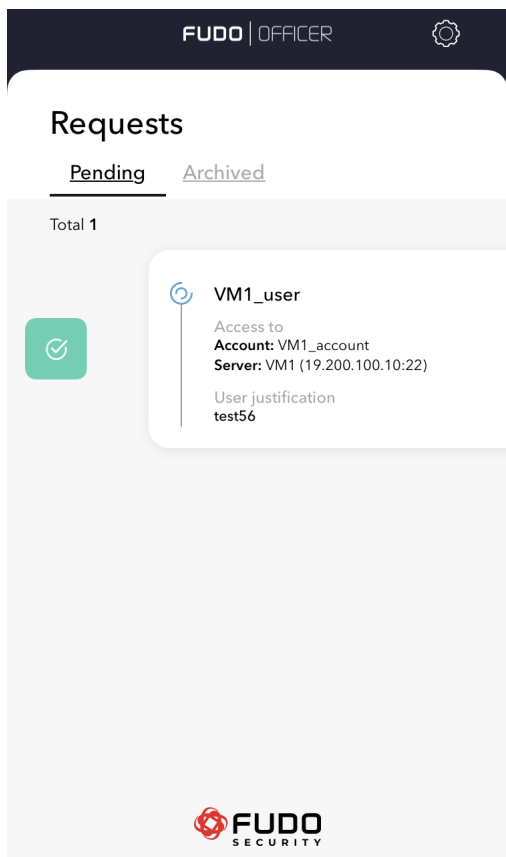 FUDO OFFICER
Requests
Pending Archived
Total 1
VM1_user
Access to
Account: VM1_account
Server: VM1 (19.200.100.10:22)
User justification
test56
FUDO
SECURITY